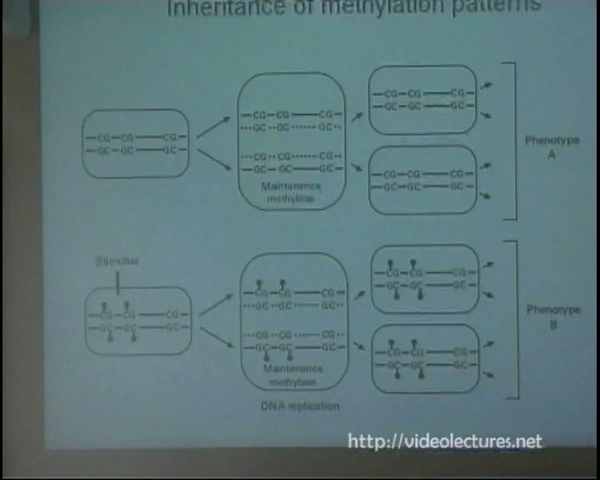 Inheritance of methylation patterns
—CG—CG——CG—
—GC—GC——GC—
—CG—CG——CG—
···GC··GC······GC··
···CG··CG······CG··
—GC—GC——GC—
Maintenance
methylase
—CG—CG——CG—
—GC—GC——GC—
—CG—CG——CG—
—GC—GC——GC—
Phenotype
A
Stimulus
—CG—CG——CG—
—GC—GC——GC—
—CG—CG——CG—
···GC··GC······GC··
···CG··CG······CG··
—GC—GC——GC—
Maintenance
methylase
DNA replication
—CG—CG——CG—
—GC—GC——GC—
—CG—CG——CG—
—GC—GC——GC—
Phenotype
B
http://videolectures.net